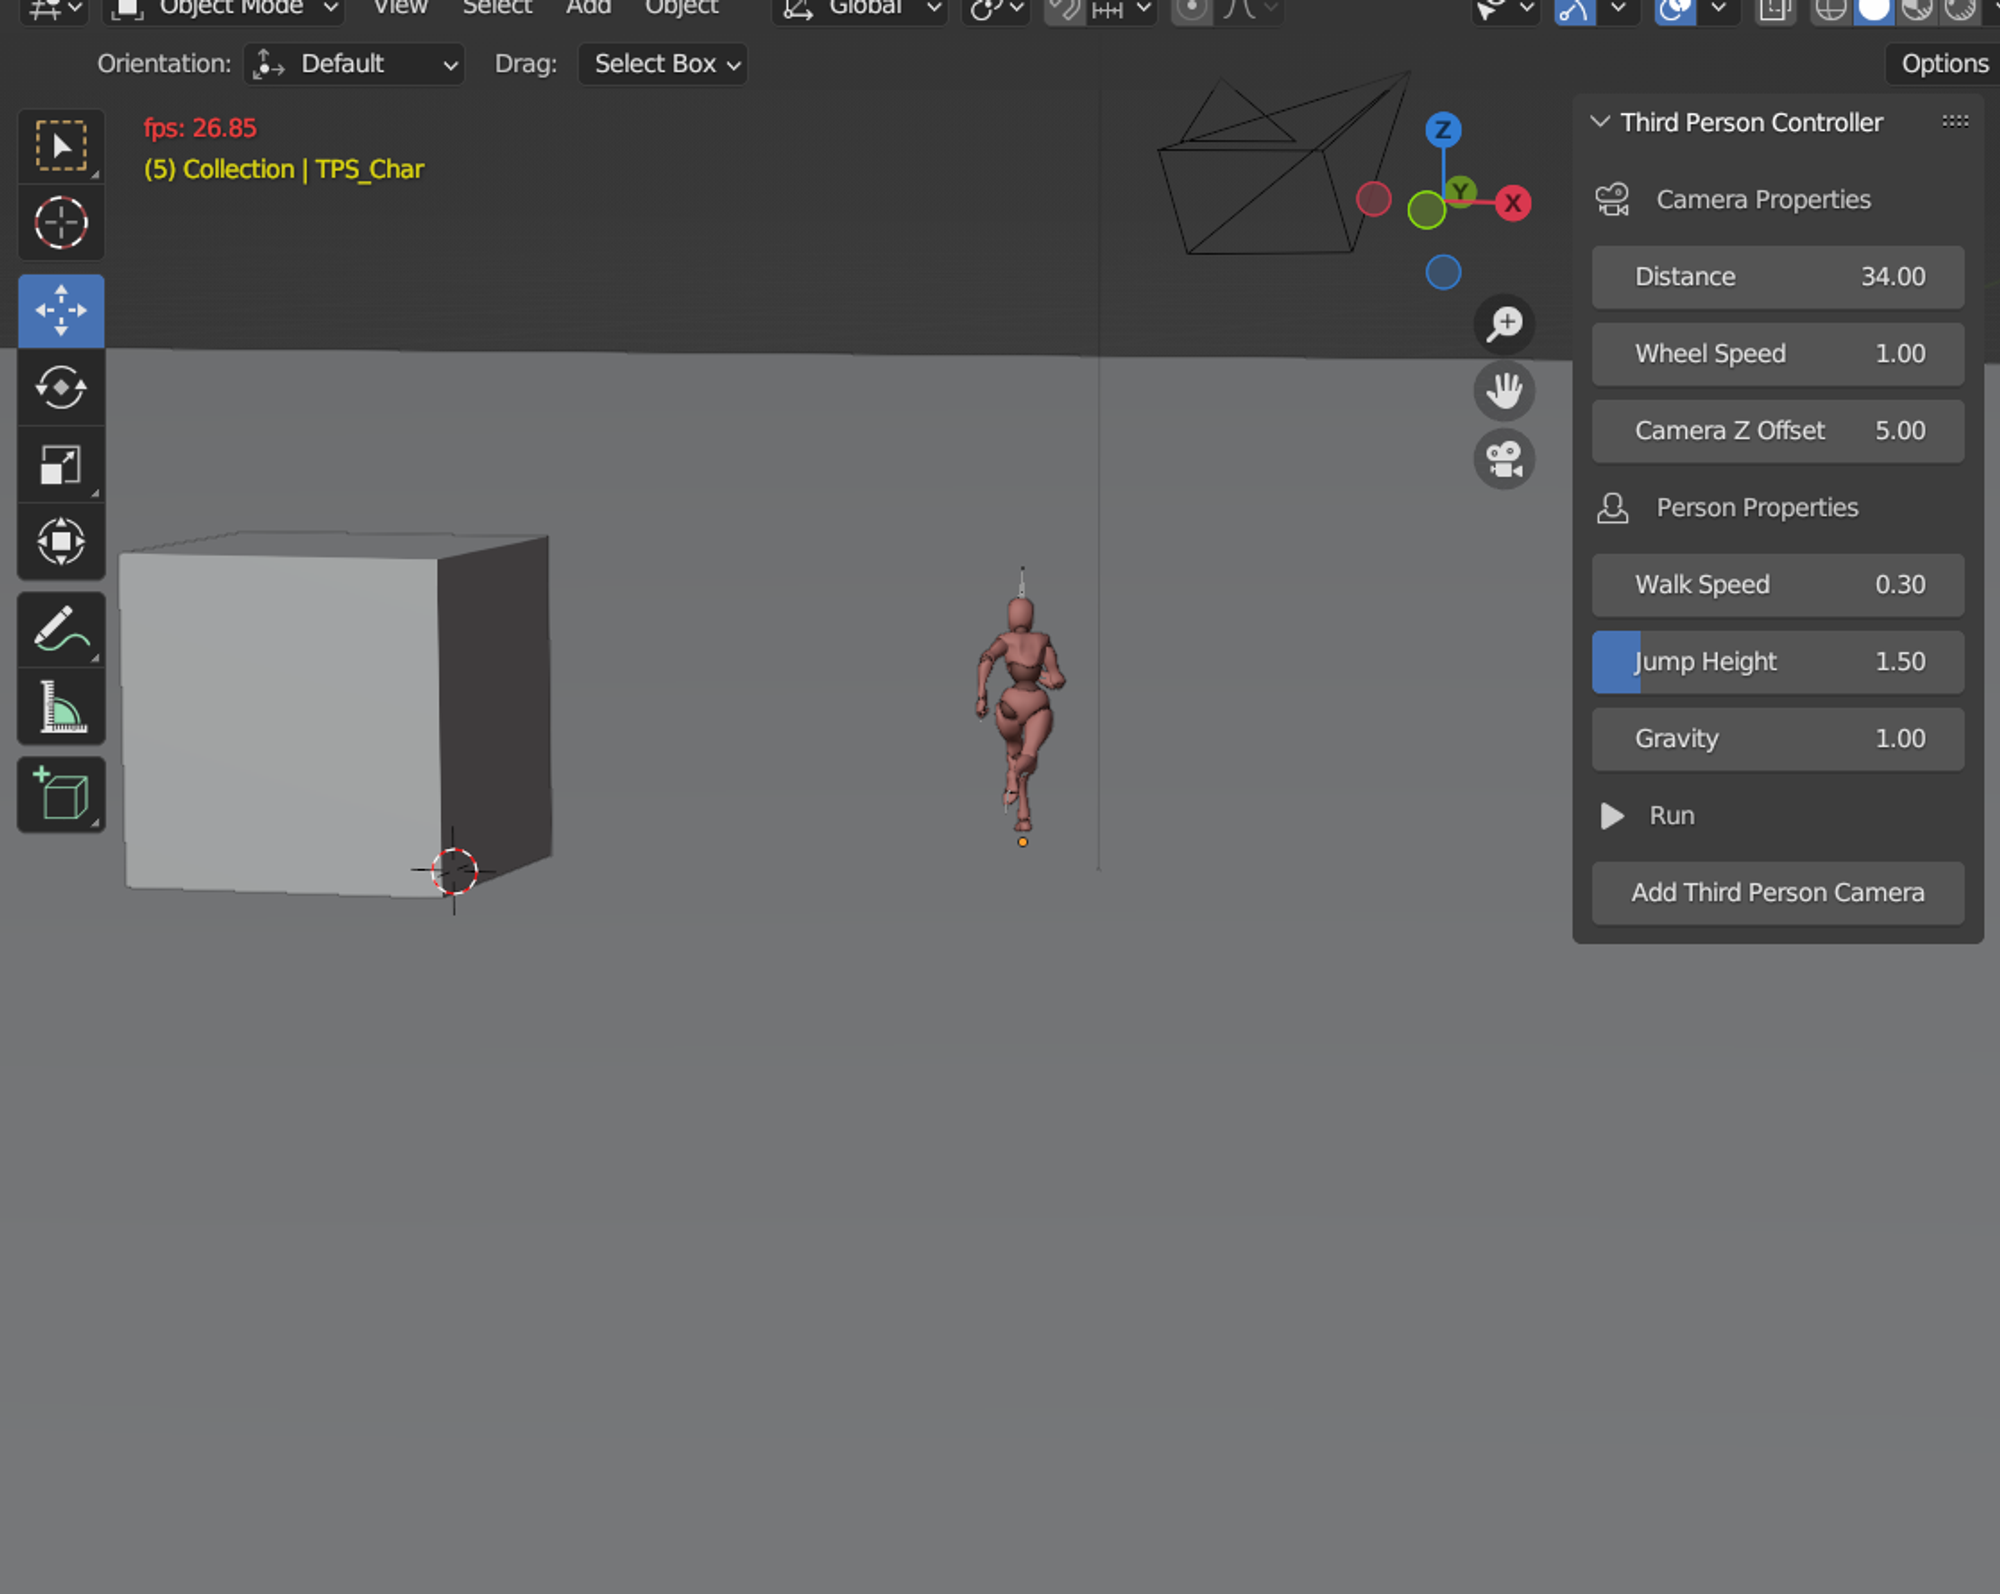 Object Mode View Select Add Object Global
Orientation: Default Drag: Select Box Options
fps: 26.85
(5) Collection | TPS_Char
Z
Y
X
Third Person Controller
Camera Properties
Distance 34.00
Wheel Speed 1.00
Camera Z Offset 5.00
Person Properties
Walk Speed 0.30
Jump Height 1.50
Gravity 1.00
Run
Add Third Person Camera